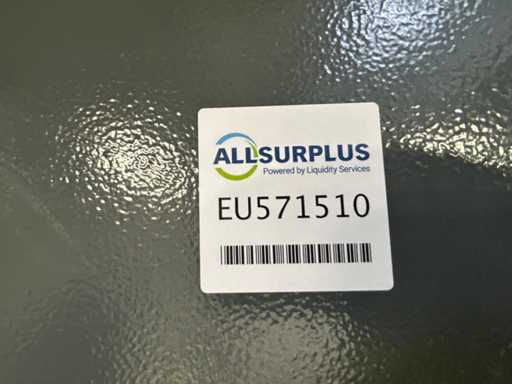 ALLSURPLUS
Powered by Liquidity Services
EU571510